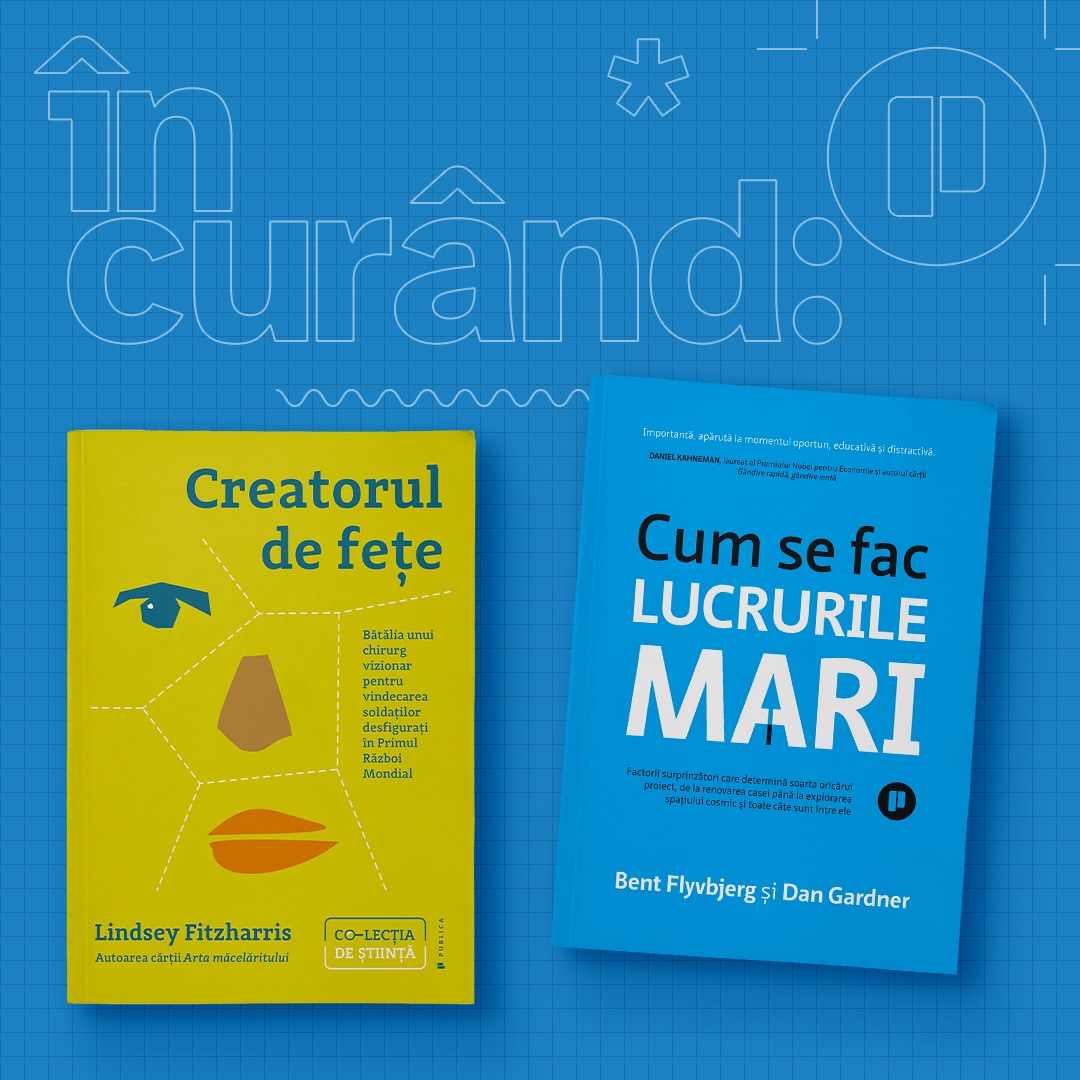 în
curând:
Creatorul
de fețe
Bătălia unui
chirurg
vizionar
pentru
vindecarea
soldaților
desfigurați
în Primul
Război
Mondial
Lindsey Fitzharris
Autoarea cărții Arta măcelăritului
CO–LECȚIA
DE ȘTIINȚĂ
PUBLICA
Importantă, apărută la momentul oportun, educativă și distractivă.
DANIEL KAHNEMAN, laureat al Premiului Nobel pentru Economie și autorul cărții
Gândire rapidă, gândire lentă
Cum se fac
LUCRURILE
MARI
Factorii surprinzători care determină soarta oricărui
proiect, de la renovarea casei până la explorarea
spațiului cosmic și toate câte sunt între ele
Bent Flyvbjerg și Dan Gardner